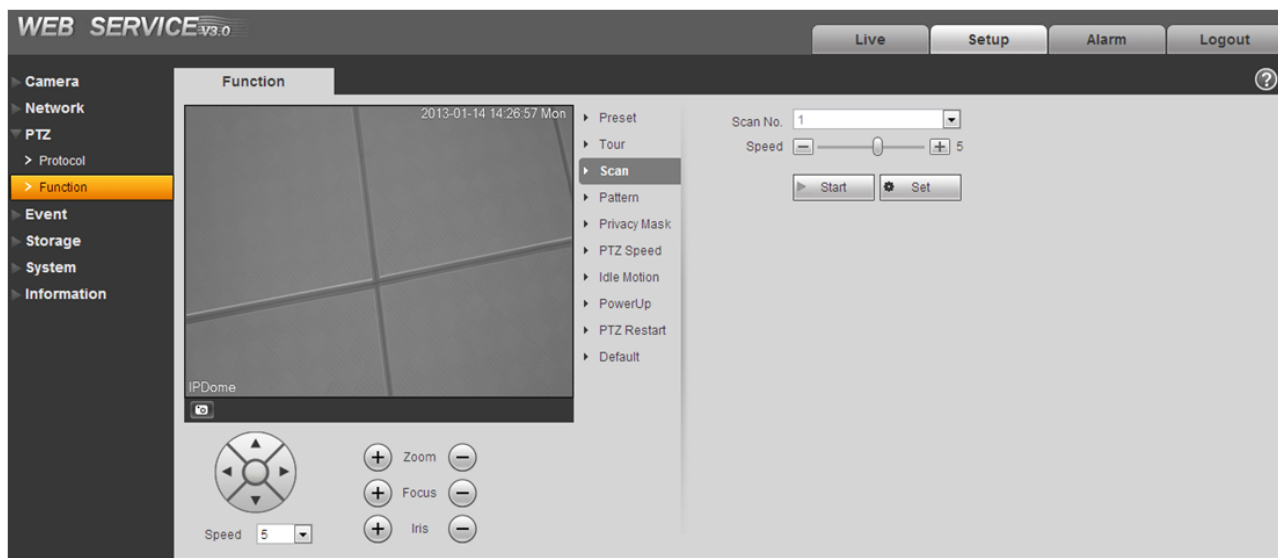 WEB SERVICE V3.0
Live
Setup
Alarm
Logout
Camera
Network
PTZ
Protocol
Function
Event
Storage
System
Information
Function
2013-01-14 14:26:57 Mon
IPDome
Speed 5
Zoom
Focus
Iris
Preset
Tour
Scan
Pattern
Privacy Mask
PTZ Speed
Idle Motion
PowerUp
PTZ Restart
Default
Scan No. 1
Speed 5
Start
Set